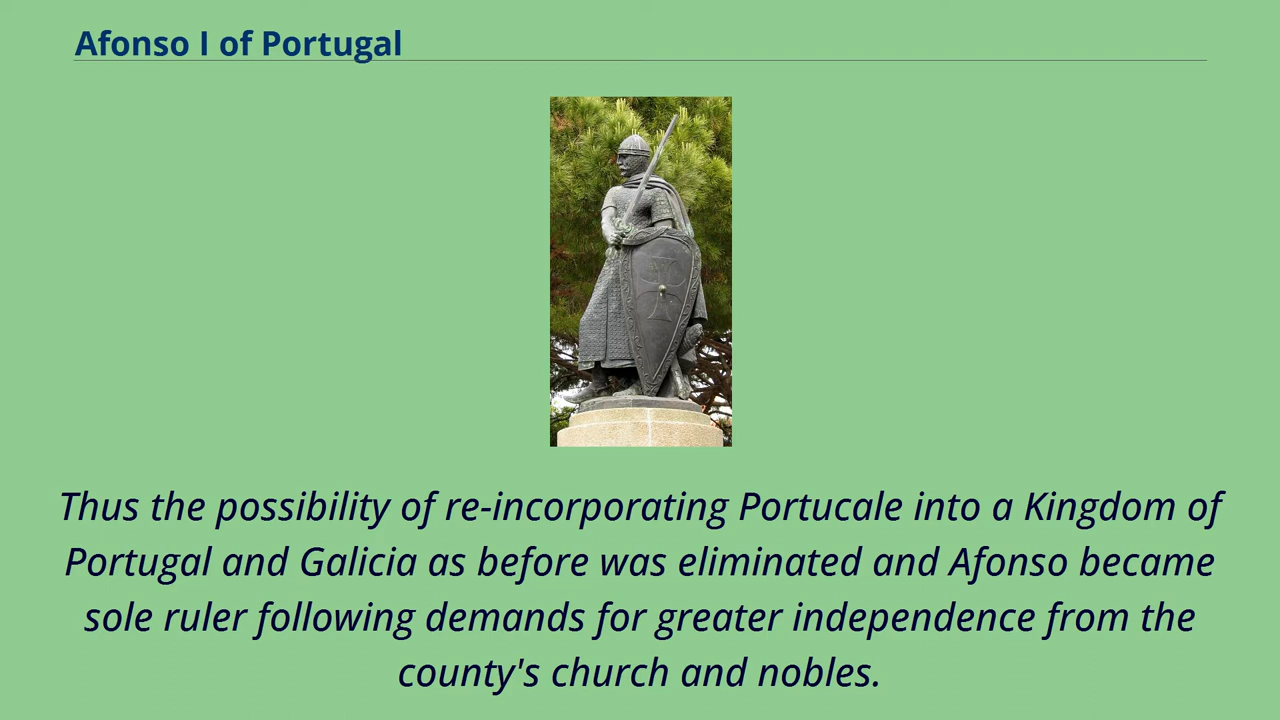 Afonso I of Portugal
Thus the possibility of re-incorporating Portucale into a Kingdom of
Portugal and Galicia as before was eliminated and Afonso became
sole ruler following demands for greater independence from the
county's church and nobles.